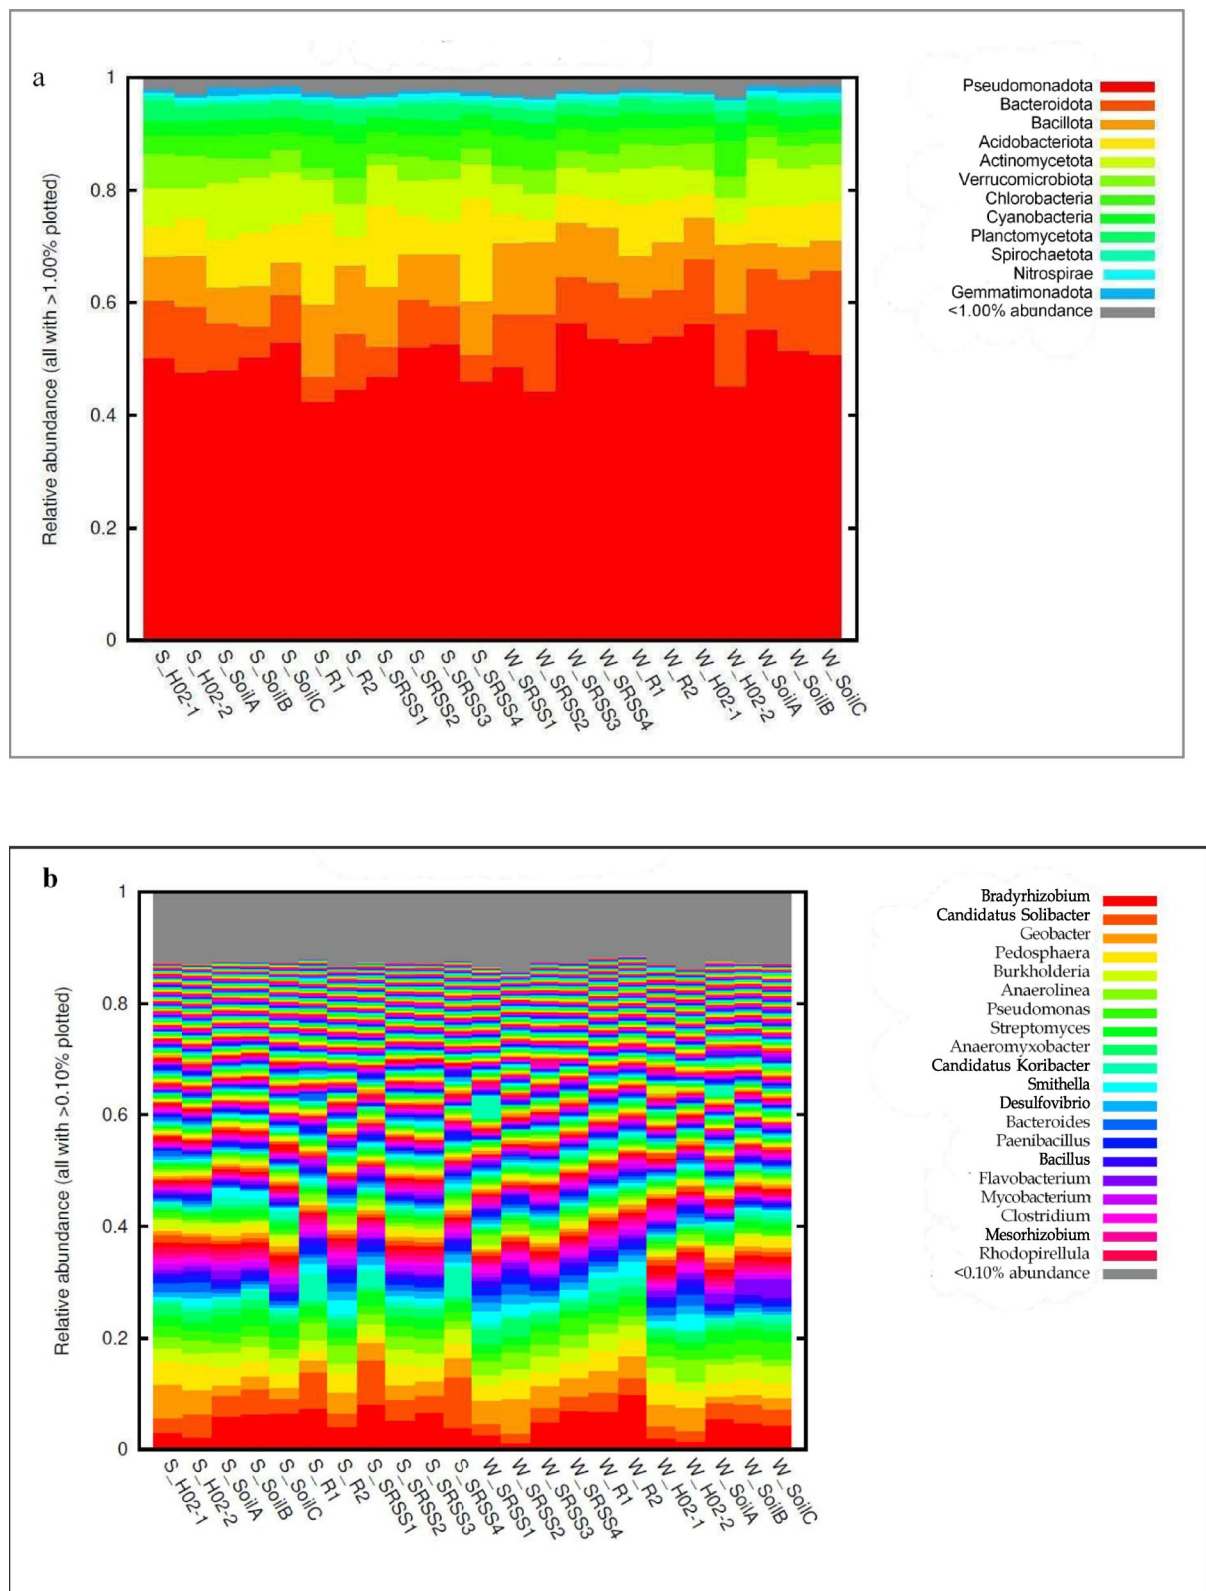 a
Relative abundance (all with >1.00% plotted)
1
0.8
0.6
0.4
0.2
0
S_H02-1
S_H02-2
S_SoilA
S_SoilB
S_SoilC
S_R1
S_R2
S_SRSS1
S_SRSS2
S_SRSS3
S_SRSS4
W_SRSS1
W_SRSS2
W_SRSS3
W_SRSS4
W_R1
W_R2
W_H02-1
W_H02-2
W_SoilA
W_SoilB
W_SoilC
Pseudomonadota
Bacteroidota
Bacillota
Acidobacteriota
Actinomycetota
Verrucomicrobiota
Chlorobacteria
Cyanobacteria
Planctomycetota
Spirochaetota
Nitrospirae
Gemmatimonadota
<1.00% abundance
b
Relative abundance (all with >0.10% plotted)
1
0.8
0.6
0.4
0.2
0
S_H02-1
S_H02-2
S_SoilA
S_SoilB
S_SoilC
S_R1
S_R2
S_SRSS1
S_SRSS2
S_SRSS3
S_SRSS4
W_SRSS1
W_SRSS2
W_SRSS3
W_SRSS4
W_R1
W_R2
W_H02-1
W_H02-2
W_SoilA
W_SoilB
W_SoilC
Bradyrhizobium
Candidatus Solibacter
Geobacter
Pedosphaera
Burkholderia
Anaerolinea
Pseudomonas
Streptomyces
Anaeromyxobacter
Candidatus Koribacter
Smithella
Desulfovibrio
Bacteroides
Paenibacillus
Bacillus
Flavobacterium
Mycobacterium
Clostridium
Mesorhizobium
Rhodopirellula
<0.10% abundance